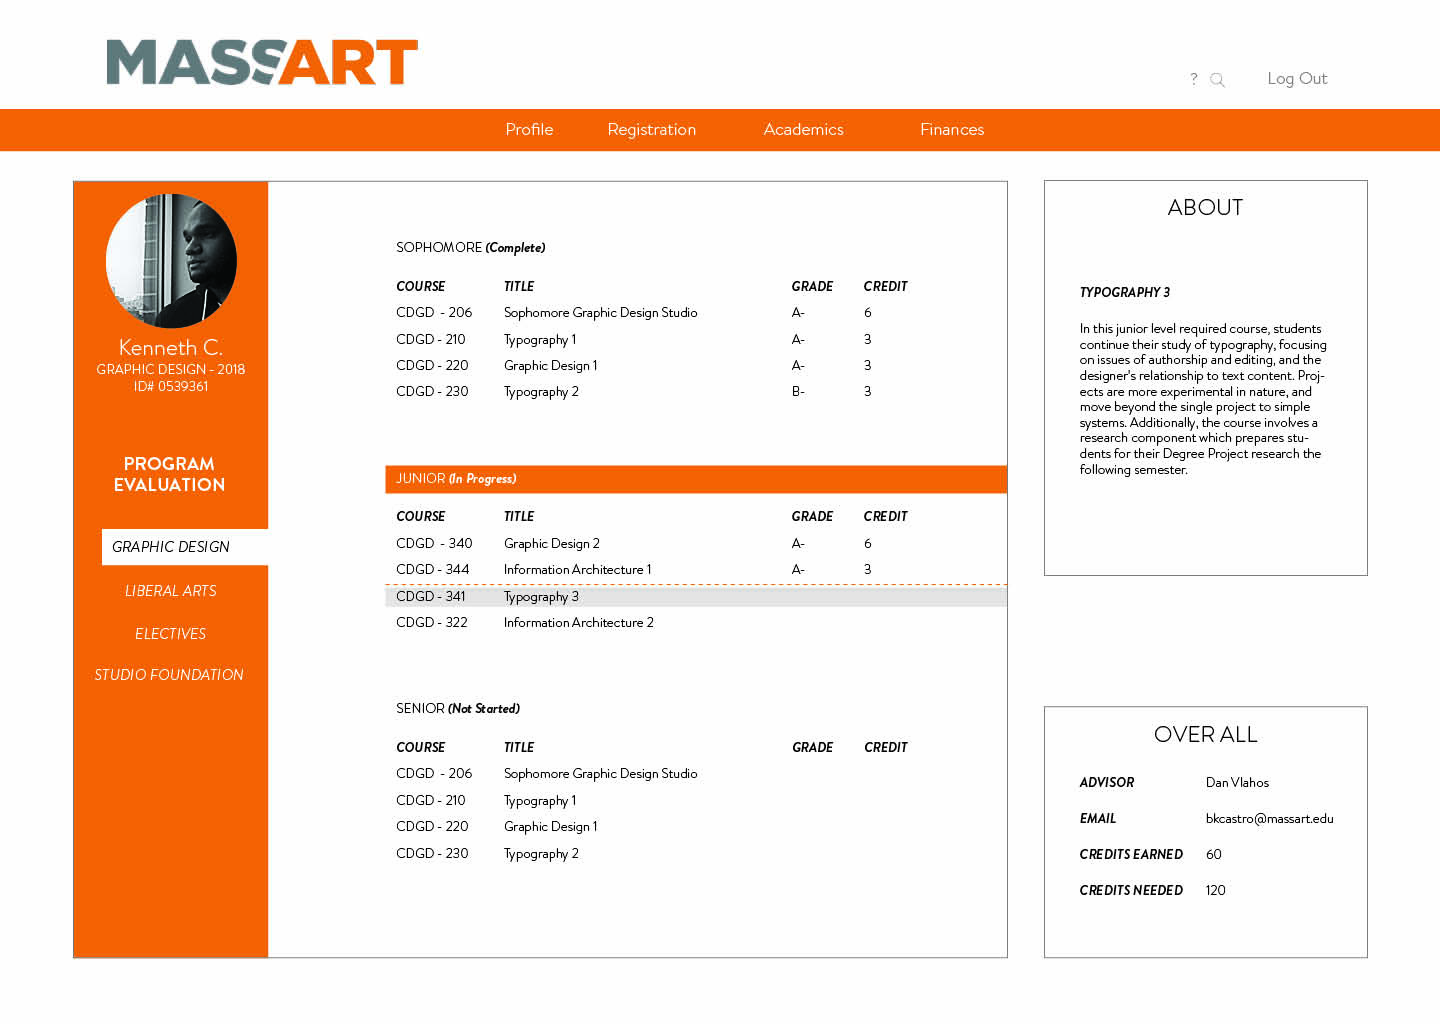 MASSART
? Log Out
Profile Registration Academics Finances
Kenneth C.
GRAPHIC DESIGN - 2018
ID# 0539361
PROGRAM
EVALUATION
GRAPHIC DESIGN
LIBERAL ARTS
ELECTIVES
STUDIO FOUNDATION
SOPHOMORE (Complete)
COURSE TITLE GRADE CREDIT
CDGD - 206 Sophomore Graphic Design Studio A- 6
CDGD - 210 Typography 1 A- 3
CDGD - 220 Graphic Design 1 A- 3
CDGD - 230 Typography 2 B- 3
JUNIOR (In Progress)
COURSE TITLE GRADE CREDIT
CDGD - 340 Graphic Design 2 A- 6
CDGD - 344 Information Architecture 1 A- 3
CDGD - 341 Typography 3
CDGD - 322 Information Architecture 2
SENIOR (Not Started)
COURSE TITLE GRADE CREDIT
CDGD - 206 Sophomore Graphic Design Studio
CDGD - 210 Typography 1
CDGD - 220 Graphic Design 1
CDGD - 230 Typography 2
ABOUT
TYPOGRAPHY 3
In this junior level required course, students
continue their study of typography, focusing
on issues of authorship and editing, and the
designer's relationship to text content. Proj-
ects are more experimental in nature, and
move beyond the single project to simple
systems. Additionally, the course involves a
research component which prepares stu-
dents for their Degree Project research the
following semester.
OVER ALL
ADVISOR Dan Vlahos
EMAIL bkcastro@massart.edu
CREDITS EARNED 60
CREDITS NEEDED 120